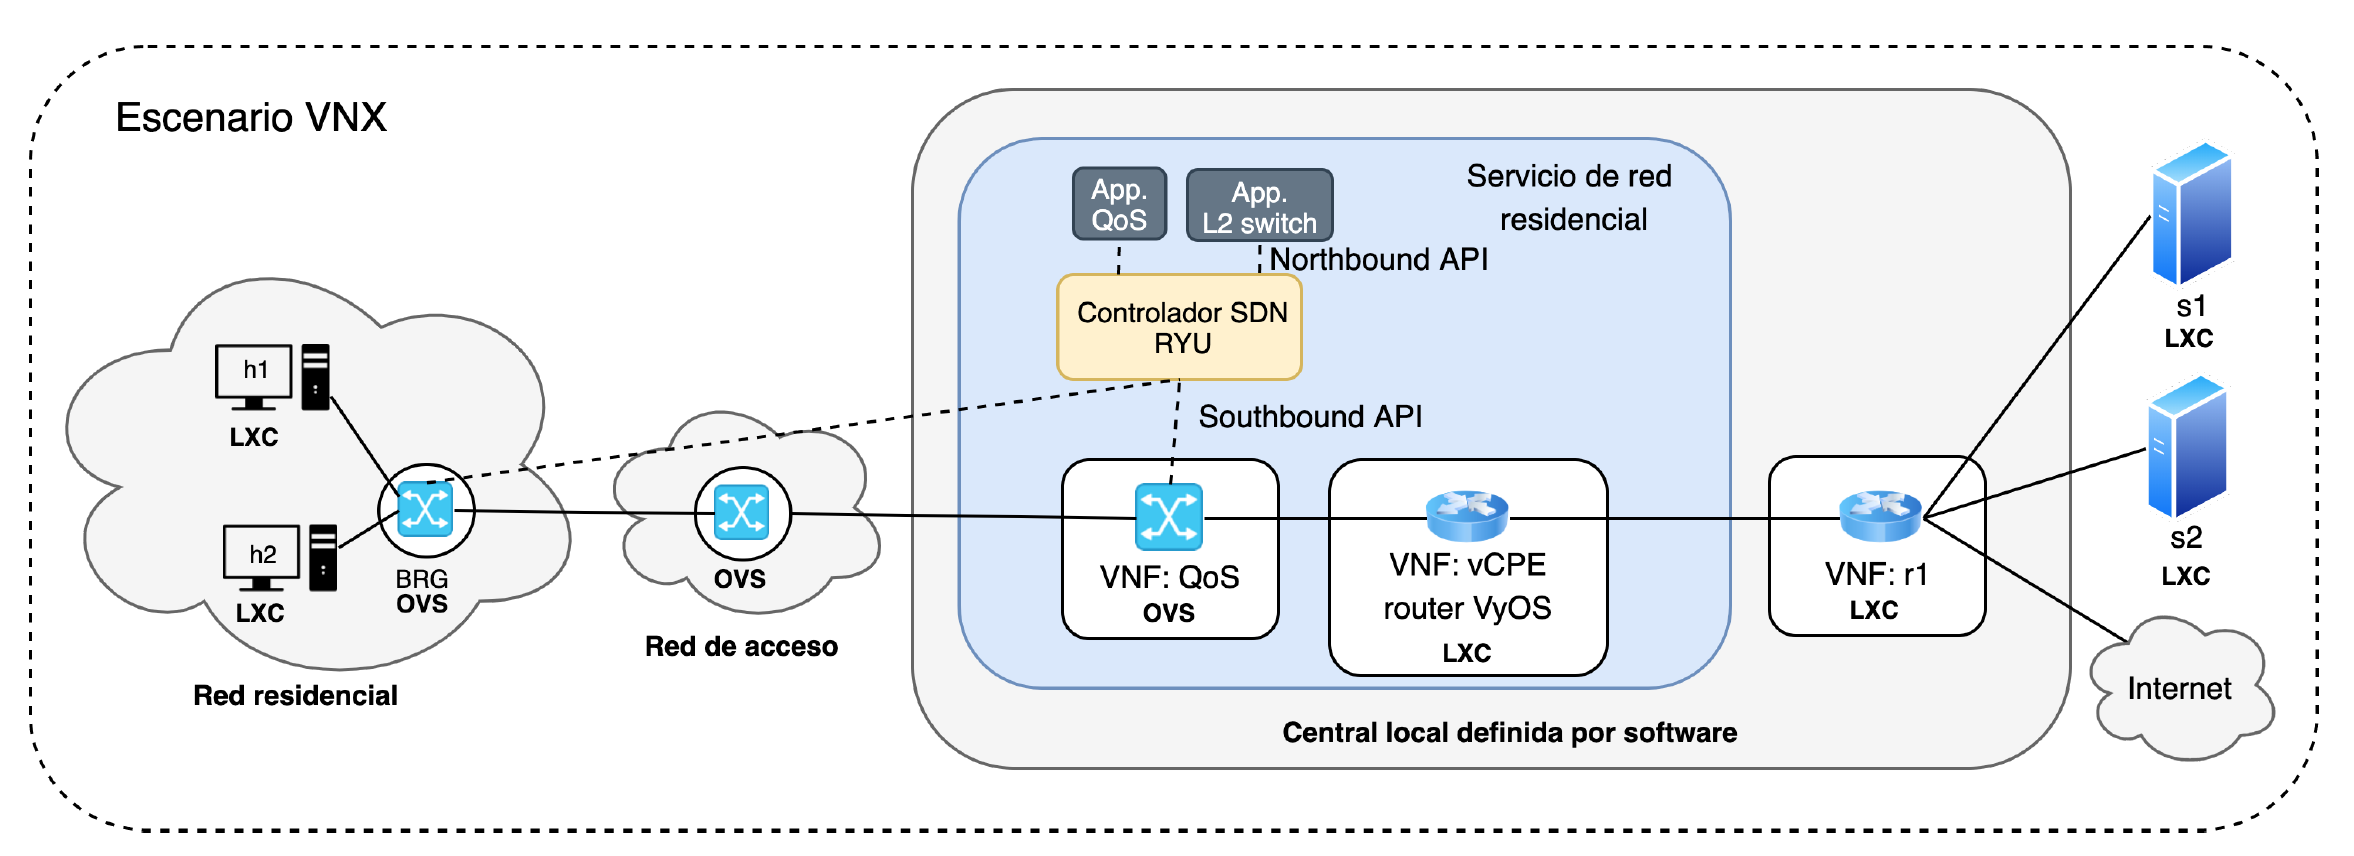 Escenario VNX
h1
LXC
h2
LXC
BRG
OVS
Red residencial
OVS
Red de acceso
App.
QoS
App.
L2 switch
Servicio de red
residencial
Northbound API
Controlador SDN
RYU
Southbound API
VNF: QoS
OVS
VNF: vCPE
router VyOS
LXC
VNF: r1
LXC
Central local definida por software
s1
LXC
s2
LXC
Internet